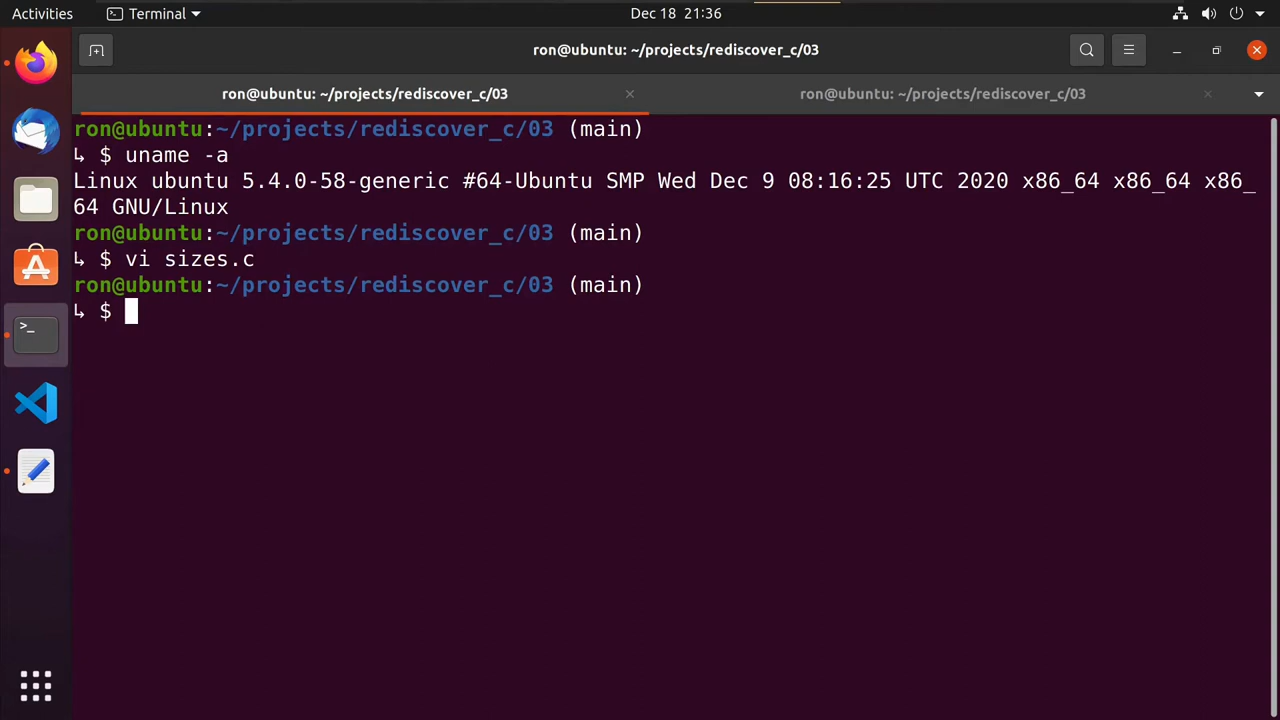 Activities
Terminal
Dec 18 21:36
ron@ubuntu: ~/projects/rediscover_c/03
ron@ubuntu: ~/projects/rediscover_c/03
ron@ubuntu: ~/projects/rediscover_c/03
ron@ubuntu:~/projects/rediscover_c/03 (main)
↳ $ uname -a
Linux ubuntu 5.4.0-58-generic #64-Ubuntu SMP Wed Dec 9 08:16:25 UTC 2020 x86_64 x86_64 x86_
64 GNU/Linux
ron@ubuntu:~/projects/rediscover_c/03 (main)
↳ $ vi sizes.c
ron@ubuntu:~/projects/rediscover_c/03 (main)
↳ $